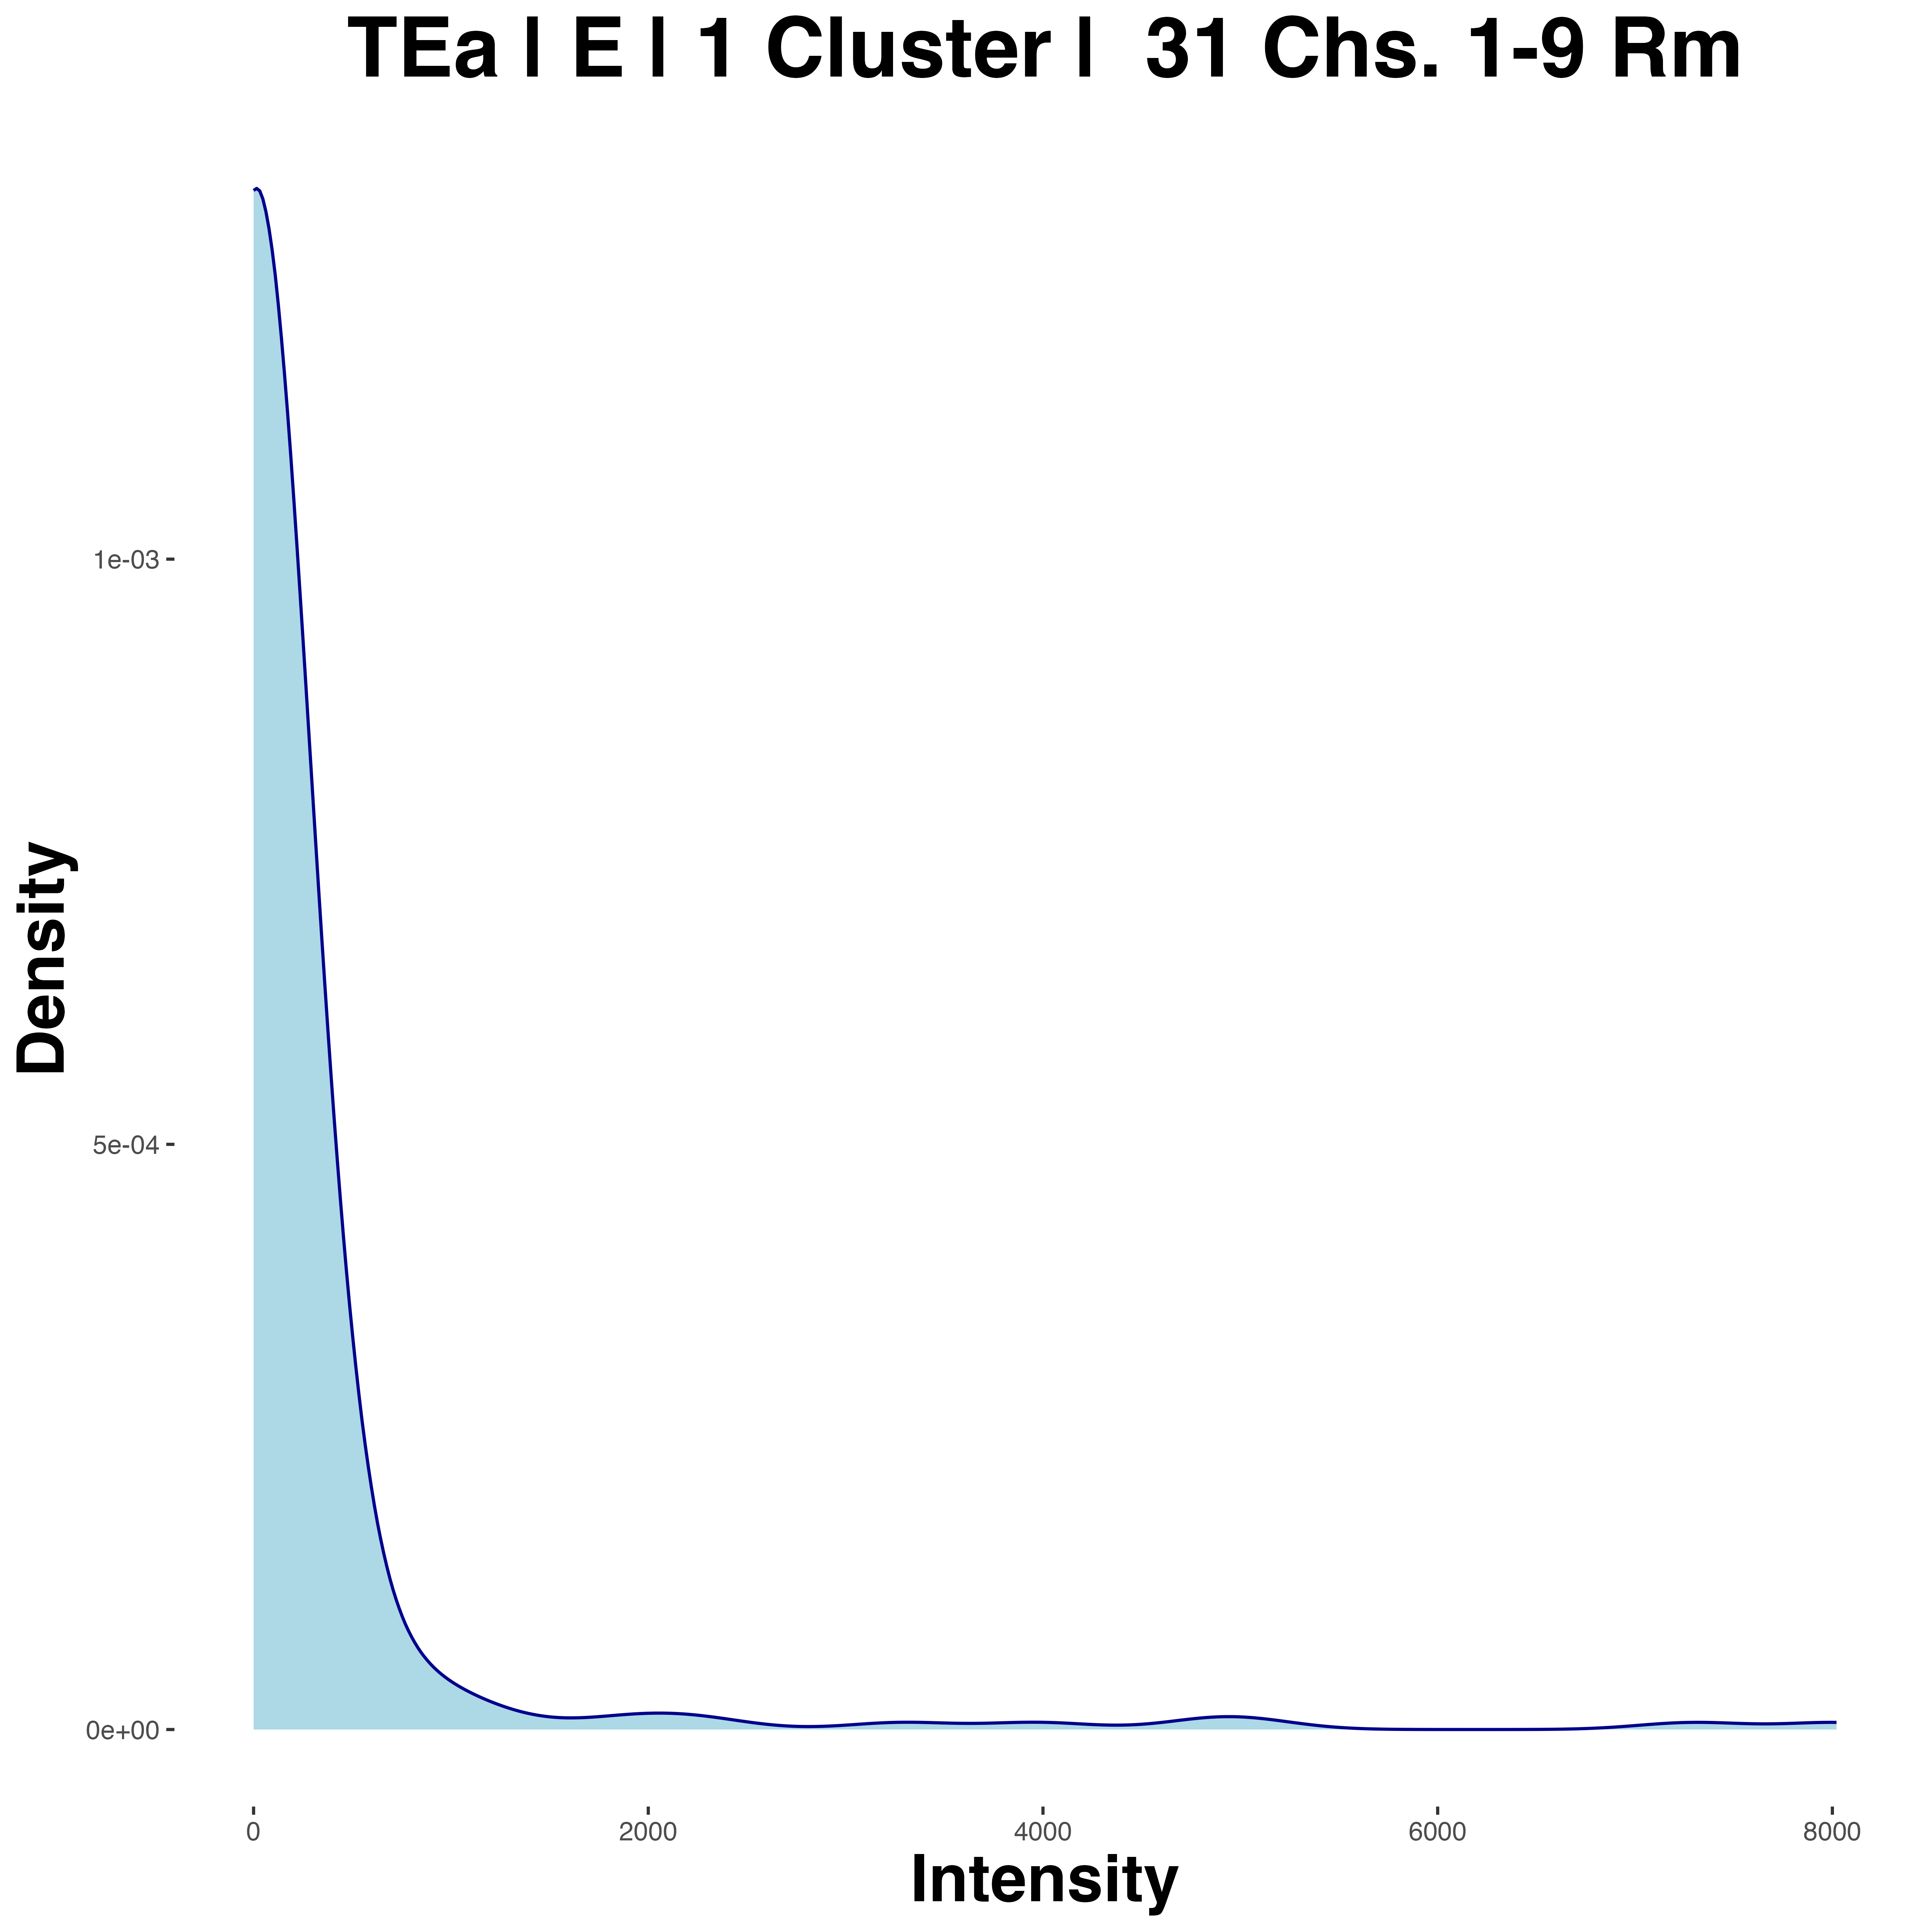 TEa | E | 1 Cluster |  31 Chs. 1-9 Rm
Density
1e-03
5e-04
0e+00
0 2000 4000 6000 8000
Intensity